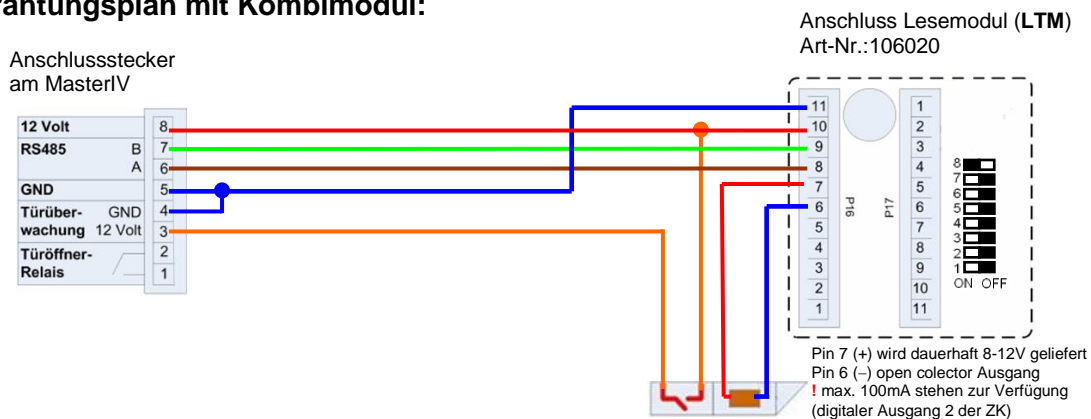 rahtungsplan mit Kombimodul:
Anschluss Lesemodul (LTM)
Art-Nr.:106020
Anschlussstecker
am MasterIV
12 Volt 8
RS485 B 7
A 6
GND 5
Türüber- GND 4
wachung 12 Volt 3
Türöffner- 2
Relais 1
11
10
9
8
7
6
5
4
3
2
1
P16
P17
1
2
3
4
5
6
7
8
9
10
11
8
7
6
5
4
3
2
1
ON OFF
Pin 7 (+) wird dauerhaft 8-12V geliefert
Pin 6 (–) open colector Ausgang
! max. 100mA stehen zur Verfügung
(digitaler Ausgang 2 der ZK)